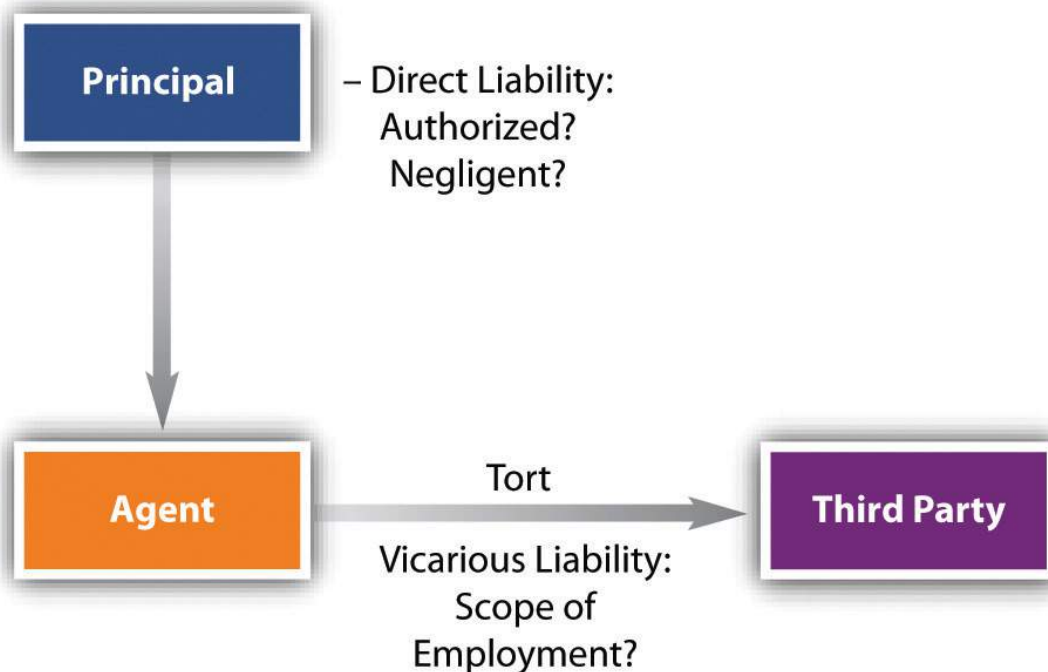 Principal
– Direct Liability:
Authorized?
Negligent?
Agent
Tort
Third Party
Vicarious Liability:
Scope of
Employment?